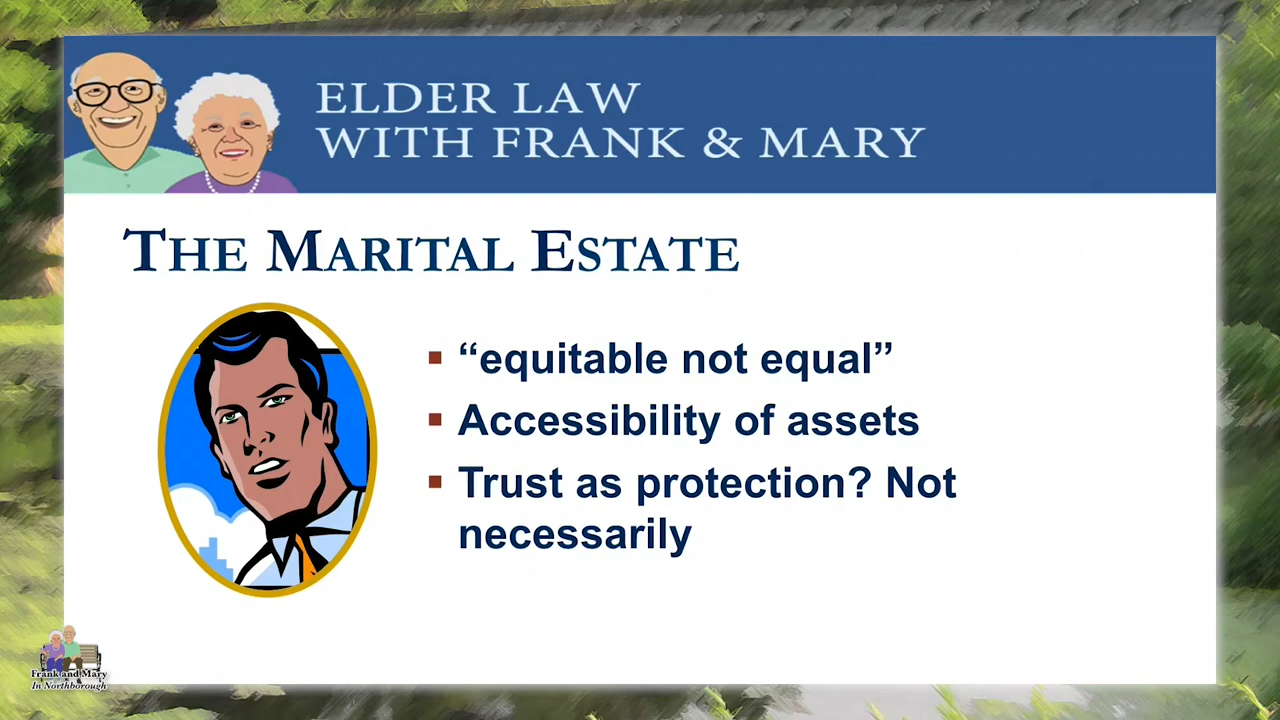 ELDER LAW
WITH FRANK & MARY
THE MARITAL ESTATE
“equitable not equal”
Accessibility of assets
Trust as protection? Not
necessarily
Frank and Mary
In Northborough